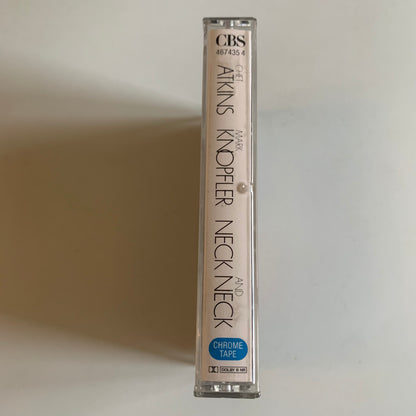 CBS
467435 4
CHET ATKINS MARK KNOPFLER NECK AND NECK
CHROME
TAPE
DOLBY B NR